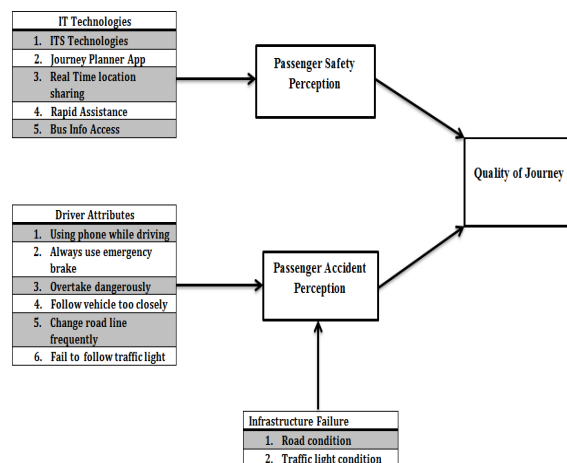 IT Technologies
1. ITS Technologies
2. Journey Planner App
3. Real Time location
sharing
4. Rapid Assistance
5. Bus Info Access
Passenger Safety
Perception
Quality of Journey
Driver Attributes
1. Using phone while driving
2. Always use emergency
brake
3. Overtake dangerously
4. Follow vehicle too closely
5. Change road line
frequently
6. Fail to follow traffic light
Passenger Accident
Perception
Infrastructure Failure
1. Road condition
2. Traffic light condition